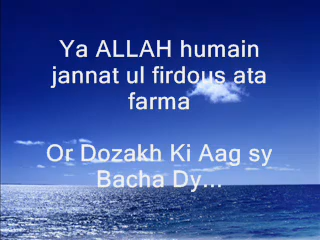 Ya ALLAH humain
jannat ul firdous ata
farma
Or Dozakh Ki Aag sy
Bacha Dy...